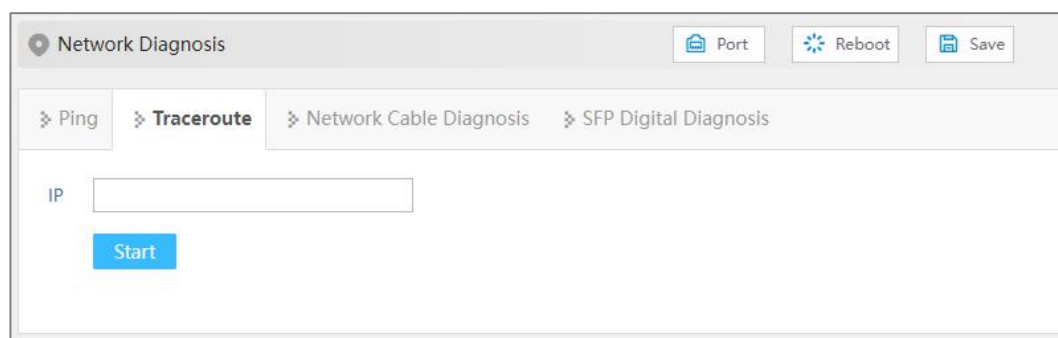 Network Diagnosis Port Reboot Save
Ping Traceroute Network Cable Diagnosis SFP Digital Diagnosis
IP
Start